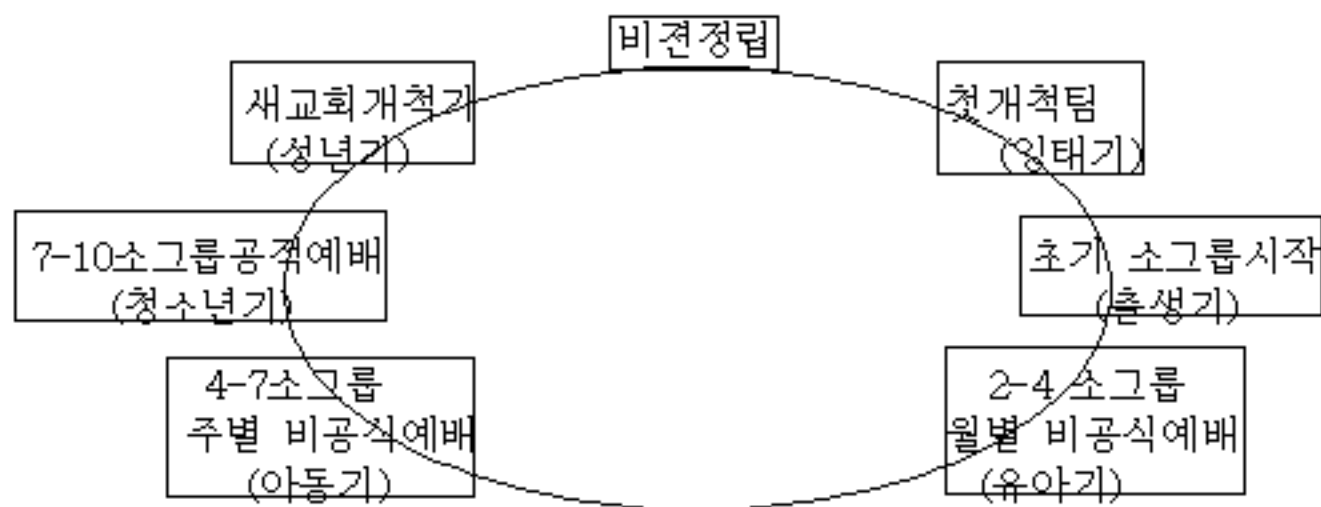 비젼정립
새교회개척기
(성년기)
첫개척팀
(잉태기)
7-10소그룹공적예배
(청소년기)
초기 소그룹시작
(출생기)
4-7소그룹
주별 비공식예배
(아동기)
2-4 소그룹
월별 비공식예배
(유아기)